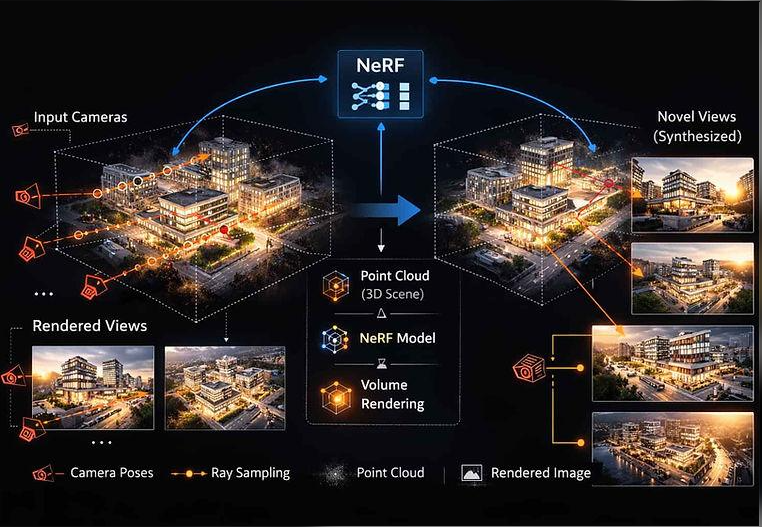 NeRF
Input Cameras
Novel Views
(Synthesized)
Point Cloud
(3D Scene)
NeRF Model
Volume
Rendering
Rendered Views
Camera Poses
Ray Sampling
Point Cloud
Rendered Image